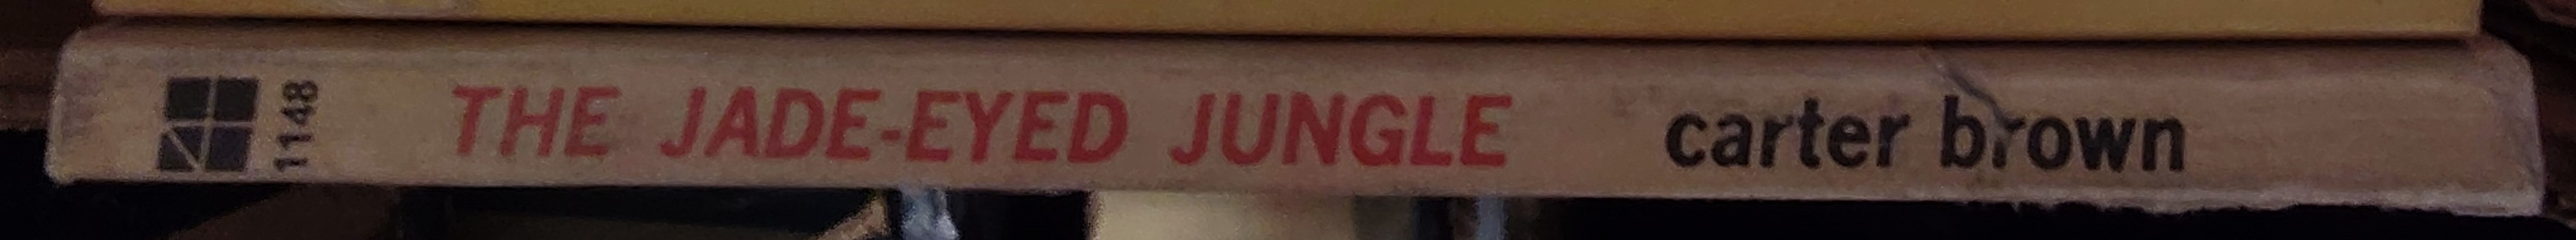 1148
THE JADE-EYED JUNGLE carter brown